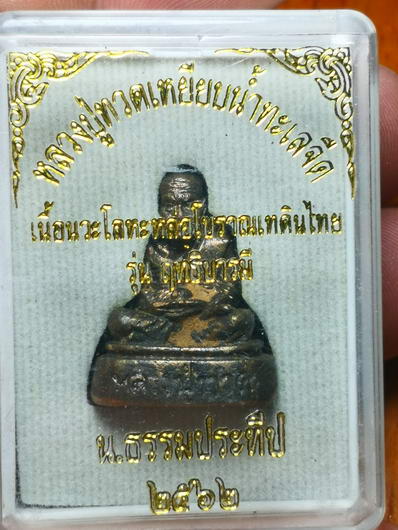 หลวงปู่ทวดเหยียบน้ำทะเลจืด
เนื้อนวะโลหะหล่อโบราณเทดินไทย
รุ่น ฤทธิ์บารมี
น.ธรรมประทีป
๒๕๖๒